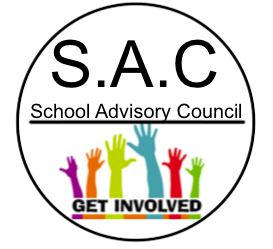 S.A.C
School Advisory Council
GET INVOLVED